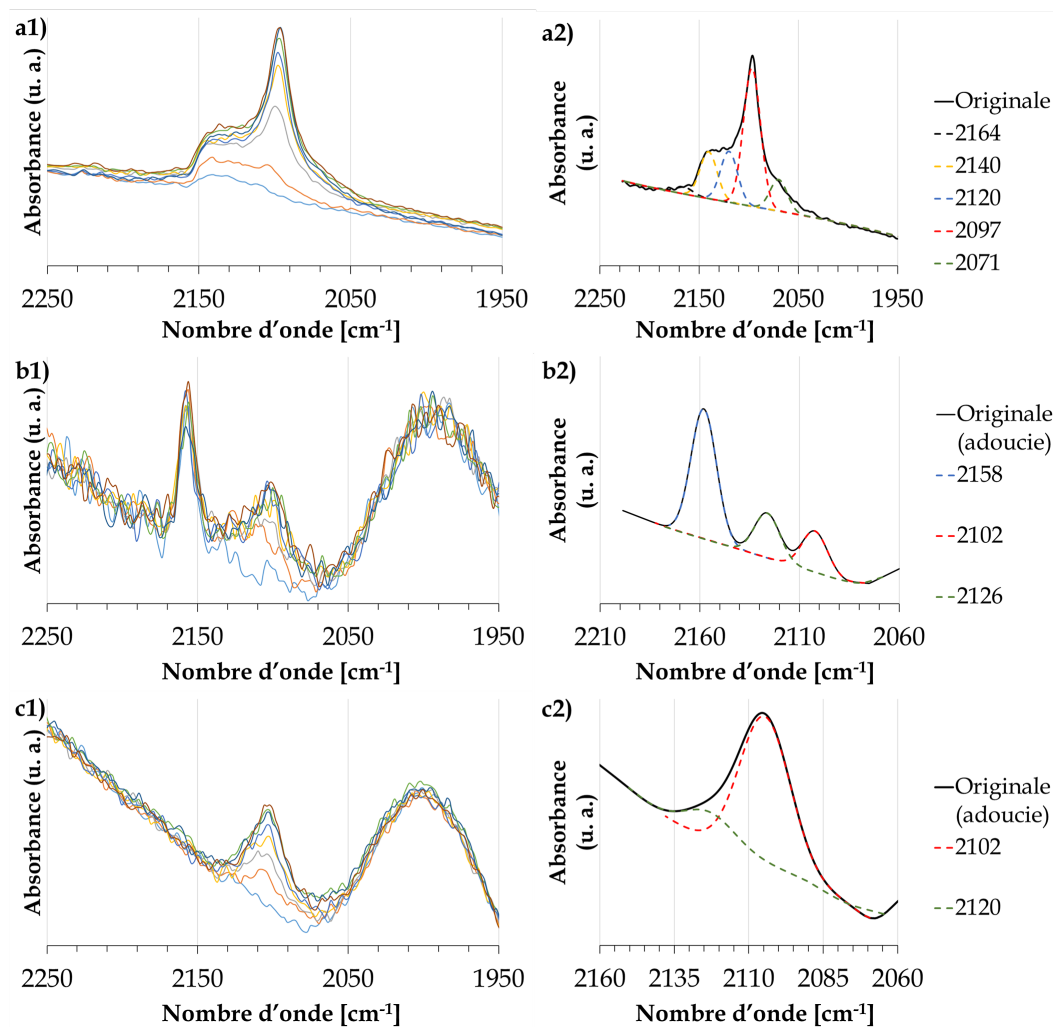 a1)
Absorbance (u. a.)
2250 2150 2050 1950
Nombre d’onde [cm-1]
a2)
Absorbance
(u. a.)
2250 2150 2050 1950
Nombre d’onde [cm-1]
Originale
2164
2140
2120
2097
2071
b1)
Absorbance (u. a.)
2250 2150 2050 1950
Nombre d’onde [cm-1]
b2)
Absorbance
(u. a.)
2210 2160 2110 2060
Nombre d’onde [cm-1]
Originale
(adoucie)
2158
2102
2126
c1)
Absorbance (u. a.)
2250 2150 2050 1950
Nombre d’onde [cm-1]
c2)
Absorbance
(u. a.)
2160 2135 2110 2085 2060
Nombre d’onde [cm-1]
Originale
(adoucie)
2102
2120